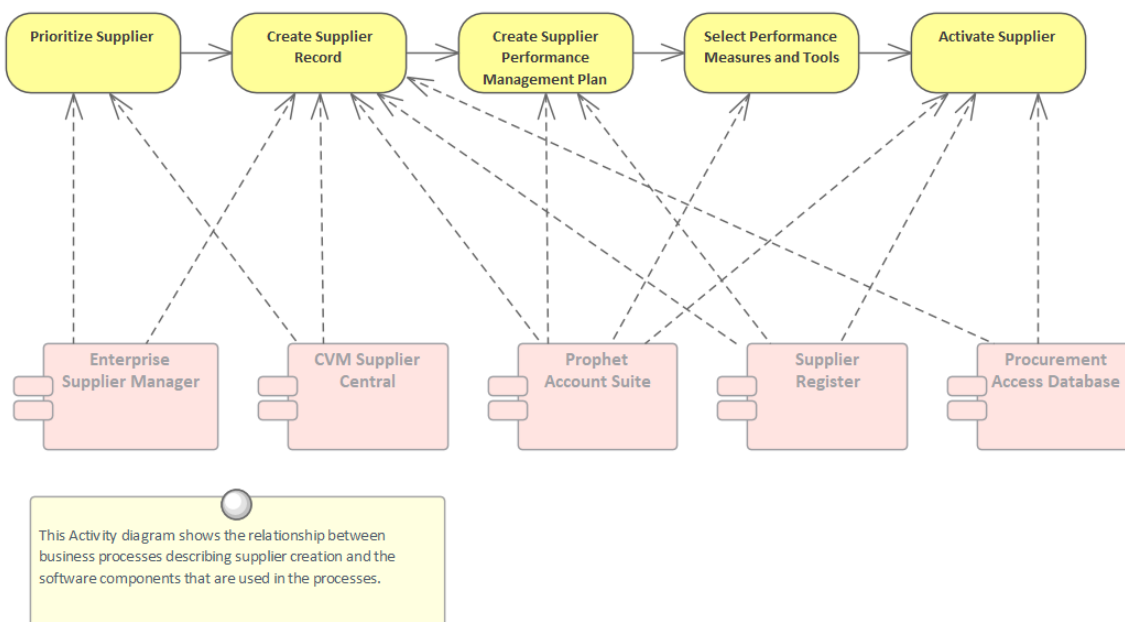 Prioritize Supplier
Create Supplier
Record
Create Supplier
Performance
Management Plan
Select Performance
Measures and Tools
Activate Supplier
Enterprise
Supplier Manager
CVM Supplier
Central
Prophet
Account Suite
Supplier
Register
Procurement
Access Database
This Activity diagram shows the relationship between
business processes describing supplier creation and the
software components that are used in the processes.